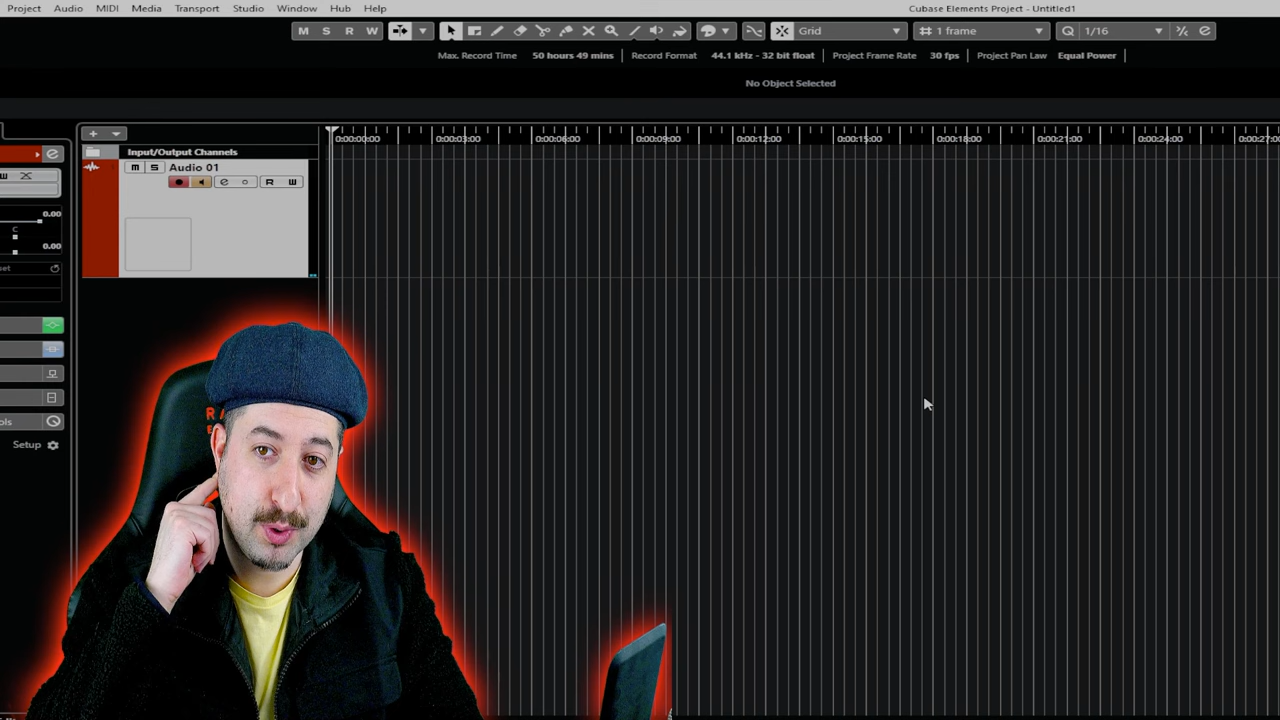 Project Audio MIDI Media Transport Studio Window Hub Help Cubase Elements Project - Untitled1
M S R W Grid 1 frame Q 1/16
Max. Record Time 50 hours 49 mins Record Format 44.1 kHz - 32 bit float Project Frame Rate 30 fps Project Pan Law Equal Power
No Object Selected
0:00:00:00 0:00:03:00 0:00:06:00 0:00:09:00 0:00:12:00 0:00:15:00 0:00:18:00 0:00:21:00 0:00:24:00 0:00:27:00
Input/Output Channels
m S Audio 01
R W
W
0.00
C
0.00
Setup